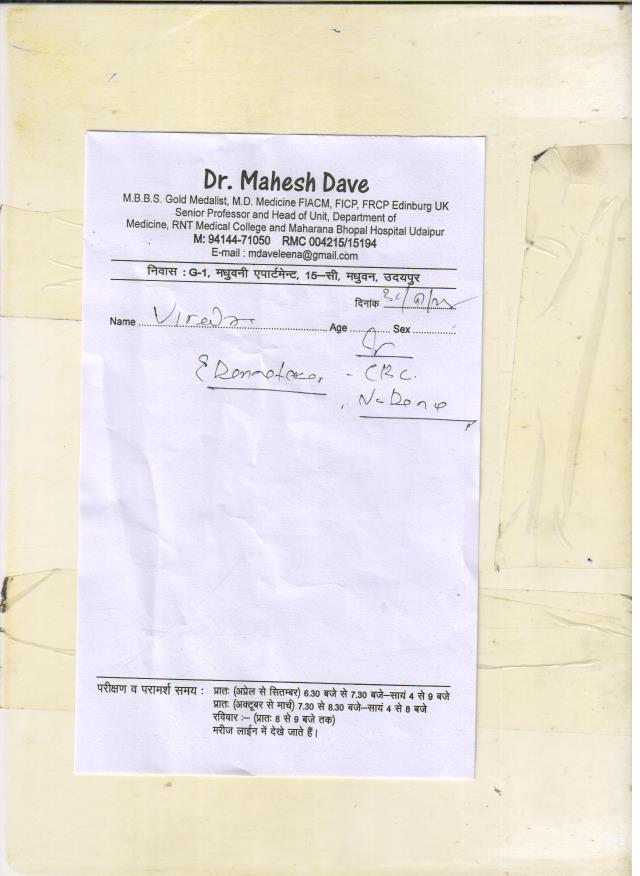 Dr. Mahesh Dave
M.B.B.S. Gold Medalist, M.D. Medicine FIACM, FICP, FRCP Edinburg UK
Senior Professor and Head of Unit, Department of
Medicine, RNT Medical College and Maharana Bhopal Hospital Udaipur
M: 94144-71050 RMC 004215/15194
E-mail : mdaveleena@gmail.com
निवास : G-1, मधुवनी एपार्टमेन्ट, 15–सी, मधुवन, उदयपुर
दिनांक
Name Age Sex
- CBC.
परीक्षण व परामर्श समय : प्रातः (अप्रेल से सितम्बर) 6.30 बजे से 7.30 बजे–सायं 4 से 9 बजे
प्रातः (अक्टूबर से मार्च) 7.30 से 8.30 बजे–सायं 4 से 8 बजे
रविवार :– (प्रातः 8 से 9 बजे तक)
मरीज लाईन में देखे जाते हैं।